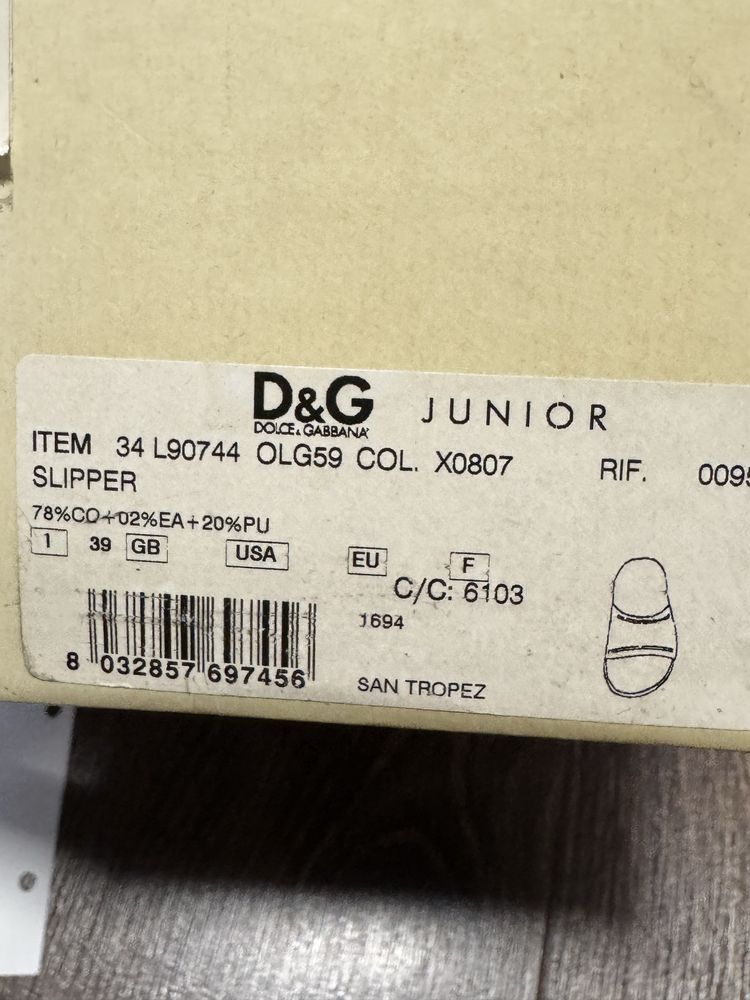 D&G JUNIOR
DOLCE & GABBANA
ITEM 34 L90744 OLG59 COL. X0807 RIF. 0095
SLIPPER
78%CO+02%EA+20%PU
I 39 GB USA EU F
C/C: 6103
1694
8 032857 697456
SAN TROPEZ